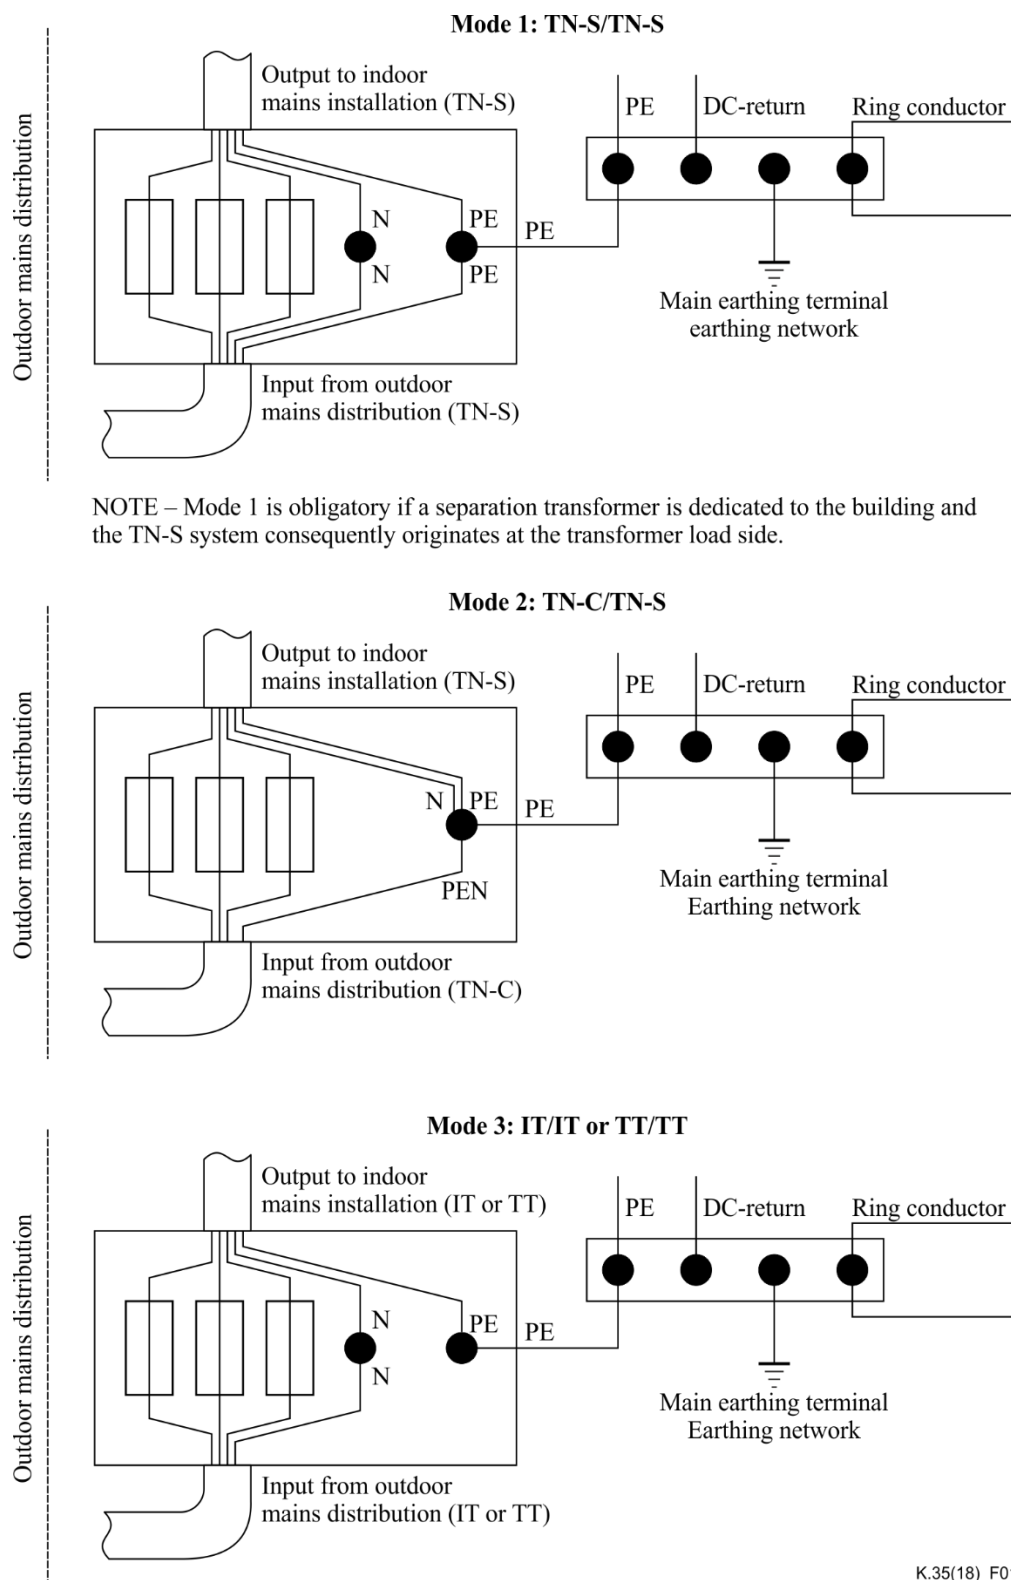 Mode 1: TN-S/TN-S
Outdoor mains distribution
Output to indoor
mains installation (TN-S)
PE
DC-return
Ring conductor
N
PE
PE
N
PE
Main earthing terminal
earthing network
Input from outdoor
mains distribution (TN-S)
NOTE – Mode 1 is obligatory if a separation transformer is dedicated to the building and
the TN-S system consequently originates at the transformer load side.
Mode 2: TN-C/TN-S
Outdoor mains distribution
Output to indoor
mains installation (TN-S)
PE
DC-return
Ring conductor
N
PE
PE
PEN
Main earthing terminal
Earthing network
Input from outdoor
mains distribution (TN-C)
Mode 3: IT/IT or TT/TT
Outdoor mains distribution
Output to indoor
mains installation (IT or TT)
PE
DC-return
Ring conductor
N
PE
PE
N
Main earthing terminal
Earthing network
Input from outdoor
mains distribution (IT or TT)
K.35(18)_F01